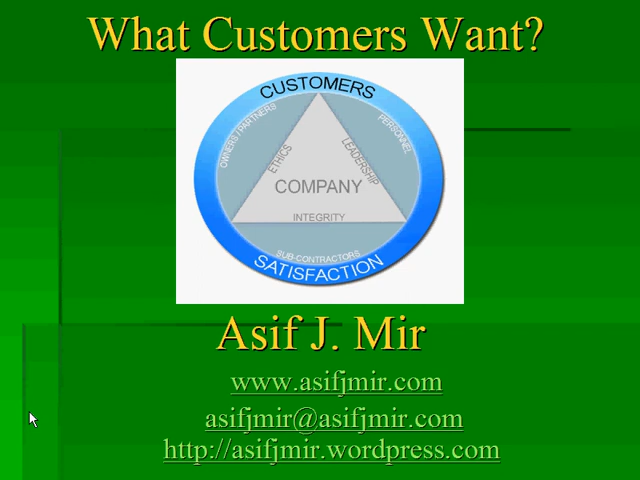 What Customers Want?
CUSTOMERS
OWNERS/PARTNERS
PERSONNEL
ETHICS
LEADERSHIP
COMPANY
INTEGRITY
SUB-CONTRACTORS
SATISFACTION
Asif J. Mir
www.asifjmir.com
asifjmir@asifjmir.com
http://asifjmir.wordpress.com